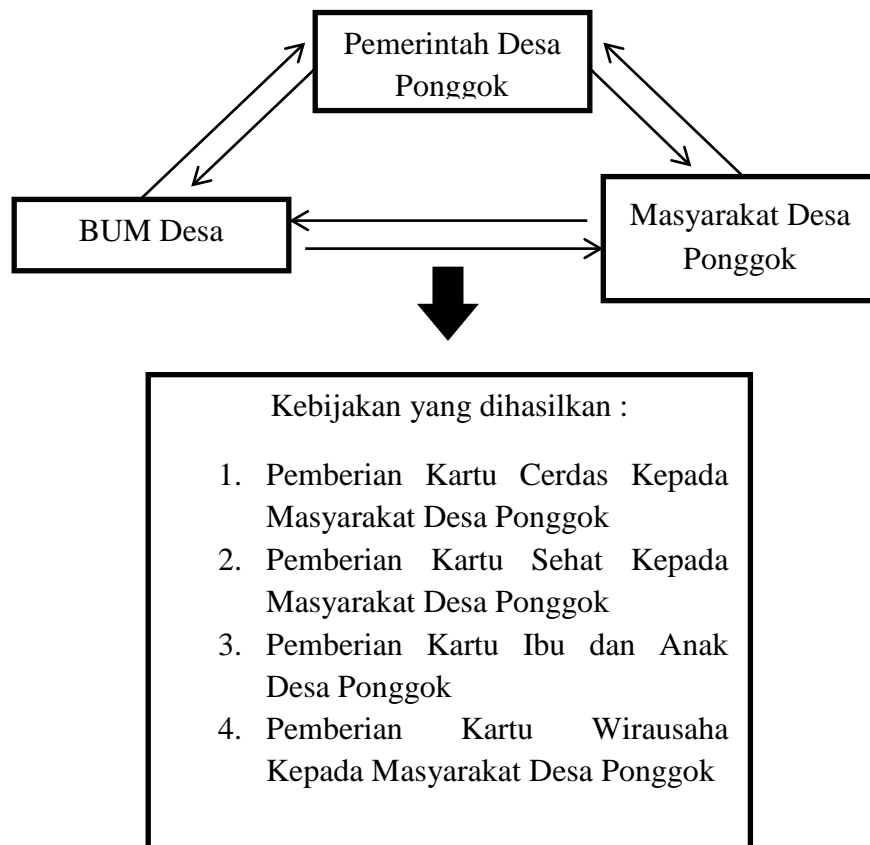 Pemerintah Desa
Ponggok
BUM Desa
Masyarakat Desa
Ponggok
Kebijakan yang dihasilkan :
1. Pemberian Kartu Cerdas Kepada
Masyarakat Desa Ponggok
2. Pemberian Kartu Sehat Kepada
Masyarakat Desa Ponggok
3. Pemberian Kartu Ibu dan Anak
Desa Ponggok
4. Pemberian Kartu Wirausaha
Kepada Masyarakat Desa Ponggok